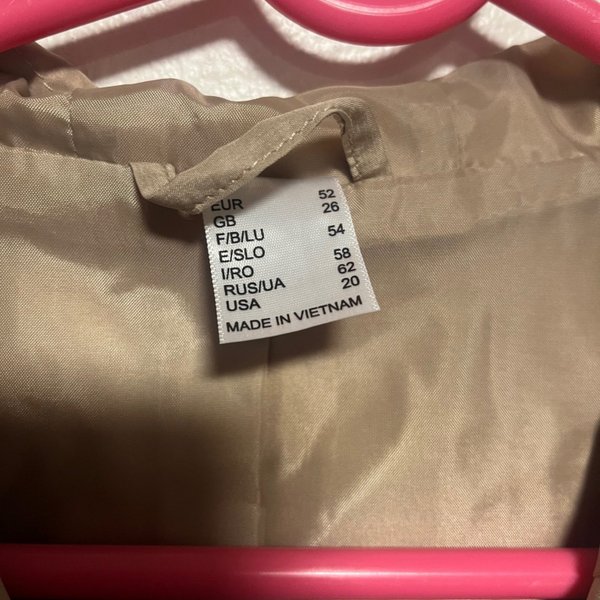 EUR 52
GB 26
F/B/LU 54
E/SLO 58
I/RO 62
RUS/UA 20
USA
MADE IN VIETNAM